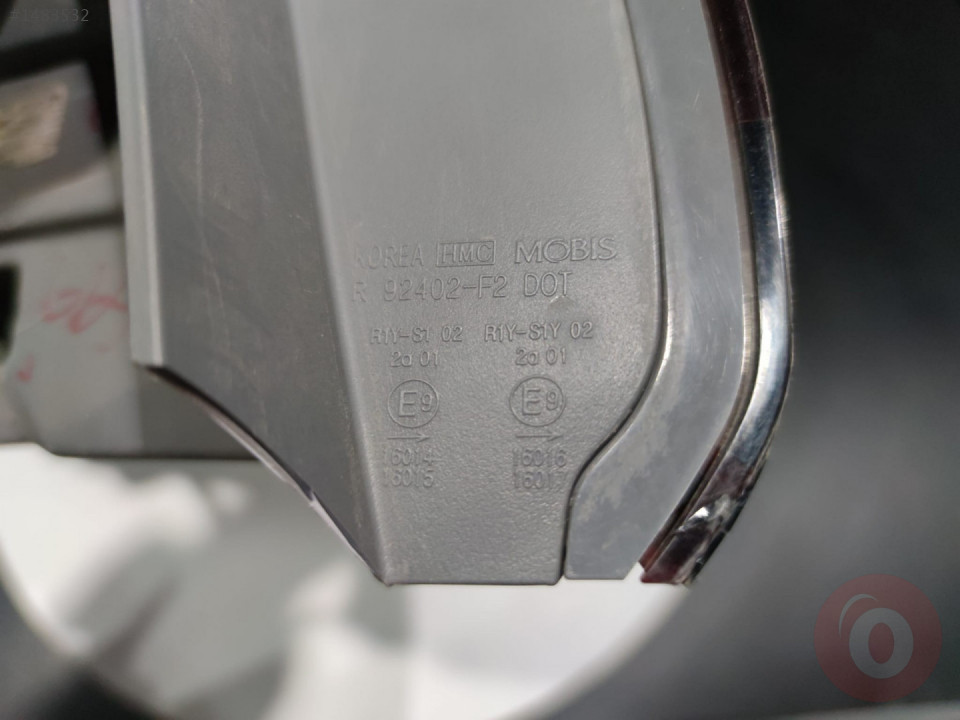 KOREA HMC MOBIS
R 92402-F2 DOT
R1Y-S1 02 R1Y-S1Y 02
2a 01 2a 01
E9 E9
16014 16016
16015 16017